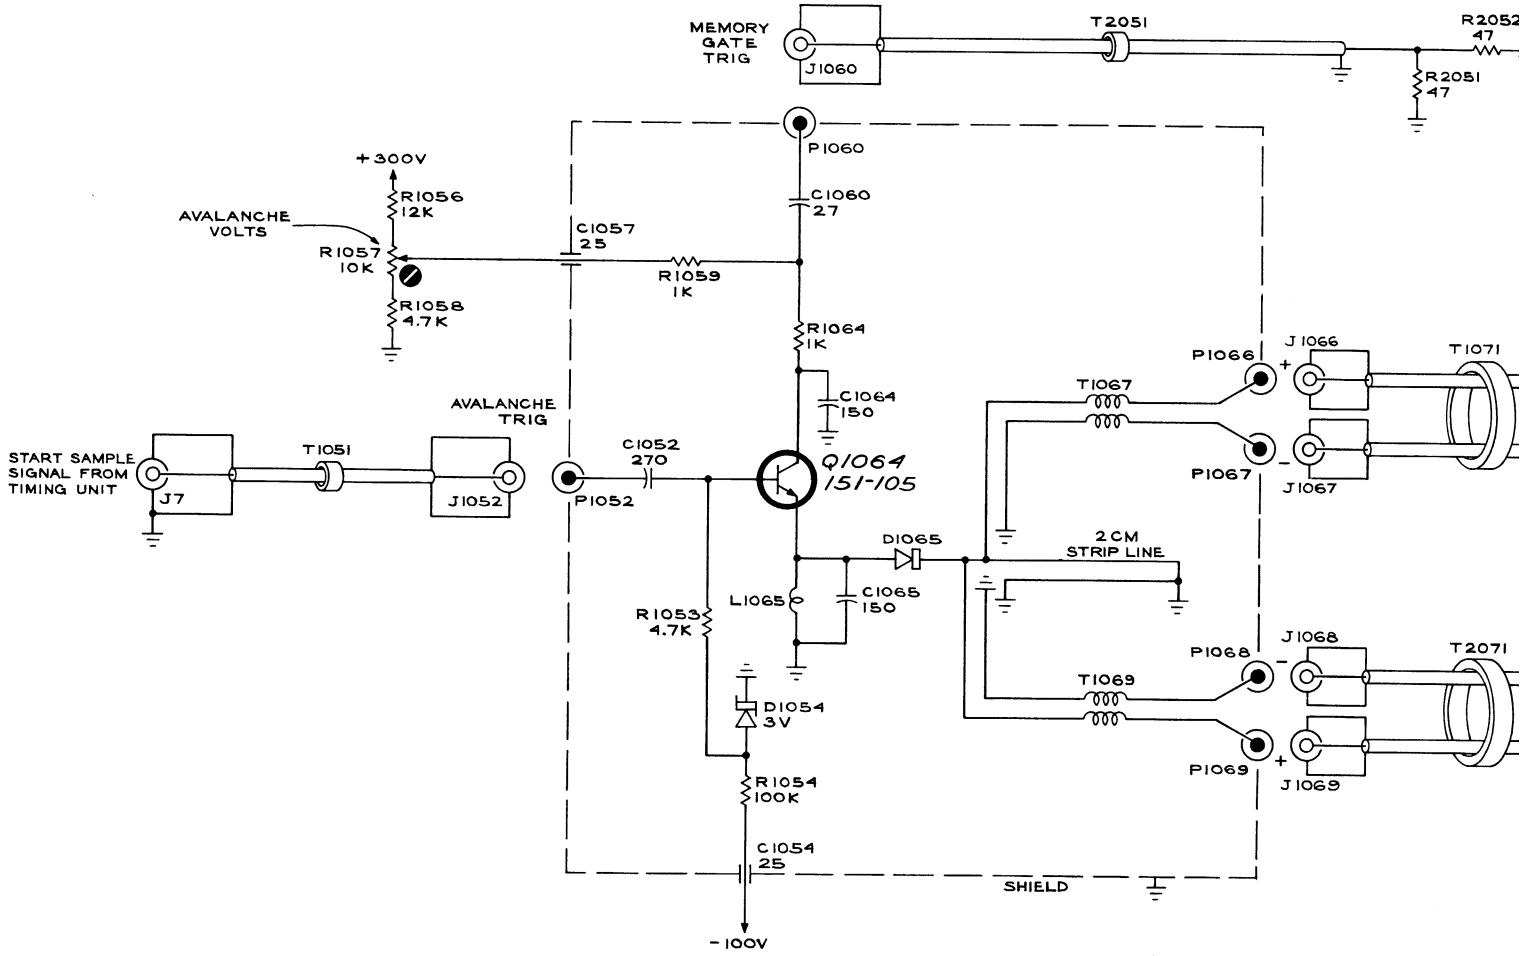 MEMORY
GATE
TRIG
J1060
T2051
R2052
47
R2051
47
P1060
+300V
R1056
12K
AVALANCHE
VOLTS
R1057
10K
R1058
4.7K
C1057
25
R1059
1K
C1060
27
R1064
1K
C1064
150
AVALANCHE
TRIG
START SAMPLE
SIGNAL FROM
TIMING UNIT
J7
T1051
J1052
P1052
C1052
270
Q1064
151-105
P1066
+
J1066
T1071
T1067
P1067
-
J1067
D1065
2CM
STRIP LINE
L1065
C1065
150
R1053
4.7K
D1054
3V
R1054
100K
C1054
25
-100V
P1068
-
J1068
T2071
T1069
P1069
+
J1069
SHIELD